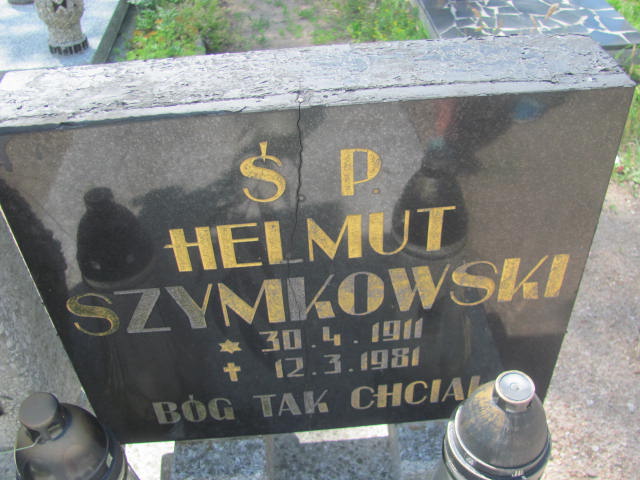 Ś P.
HELMUT
SZYMKOWSKI
✶ 30.4.1911
✝ 12.3.1981
BÓG TAK CHCIAŁ